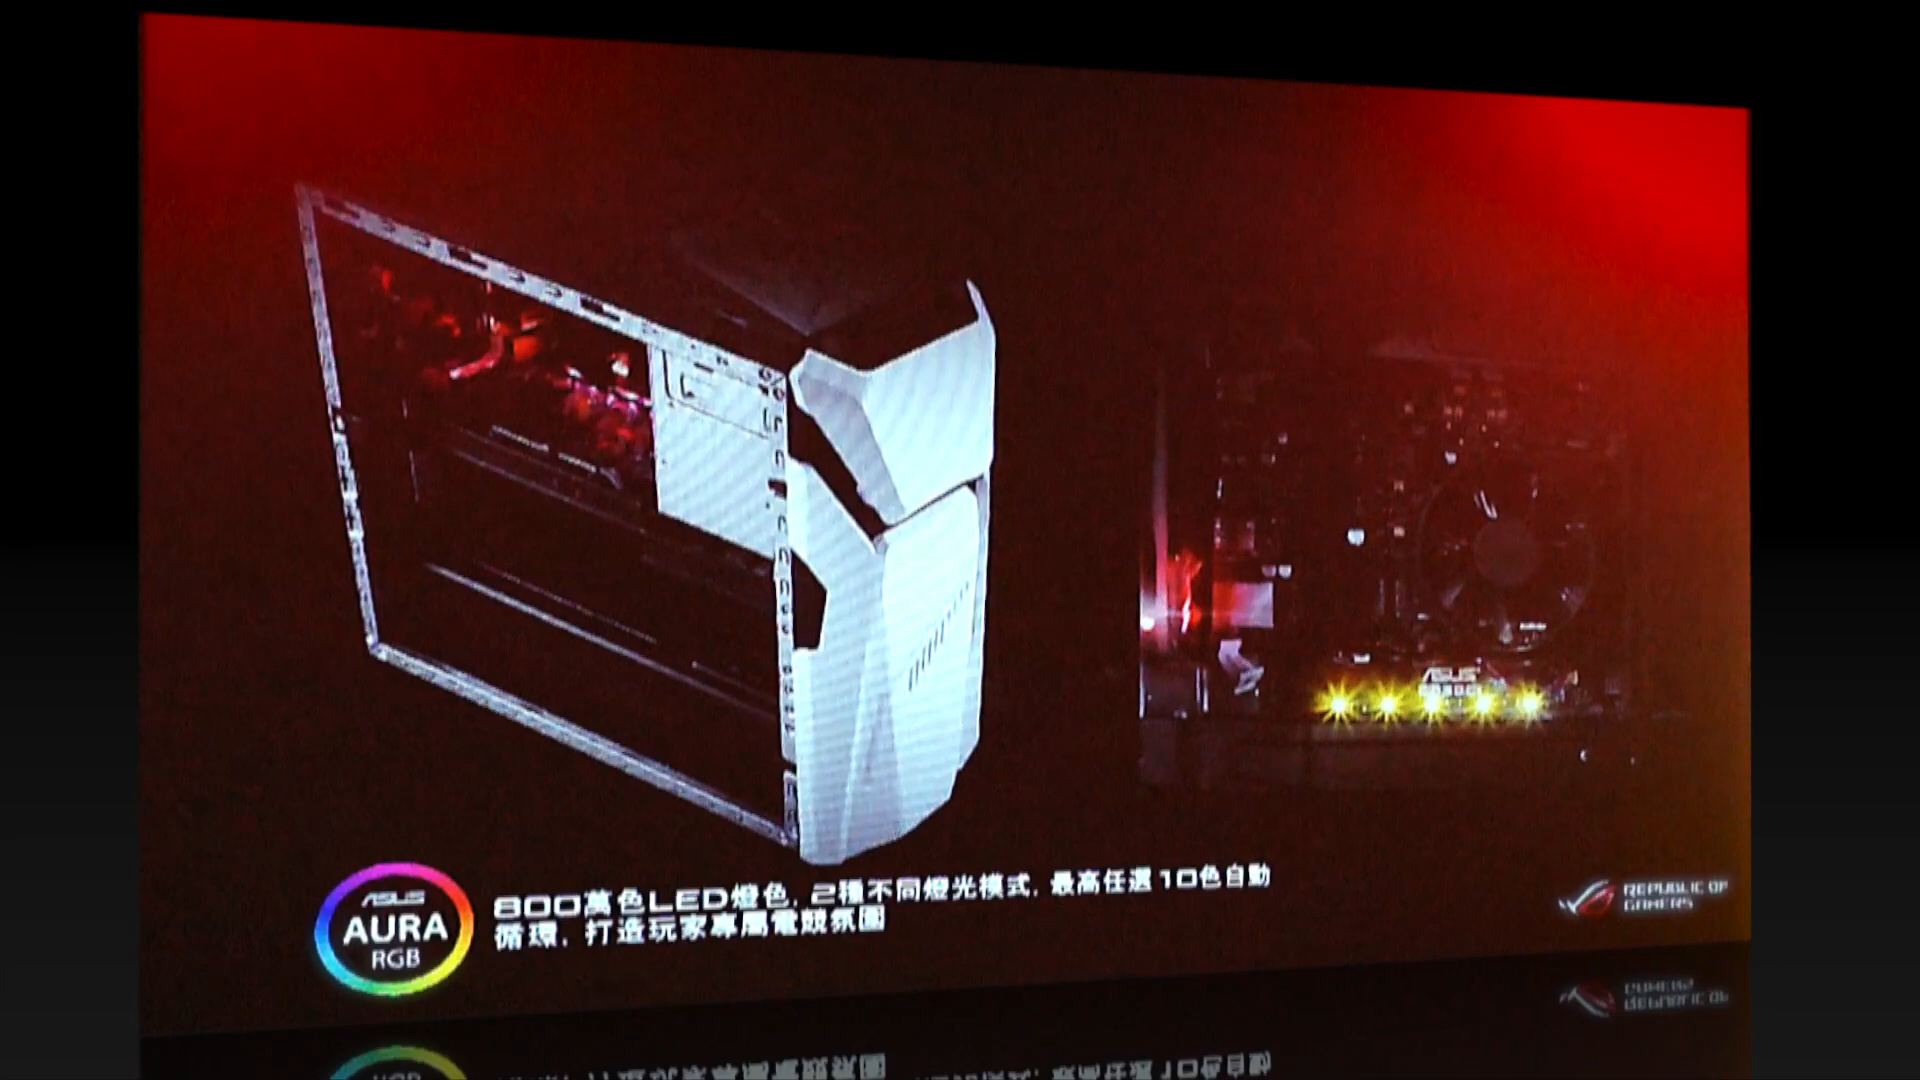 ASUS
ASUS
AURA
RGB
800萬色LED燈色, 2種不同燈光模式, 最高任選10色自動
循環, 打造玩家專屬電競氛圍
REPUBLIC OF
GAMERS